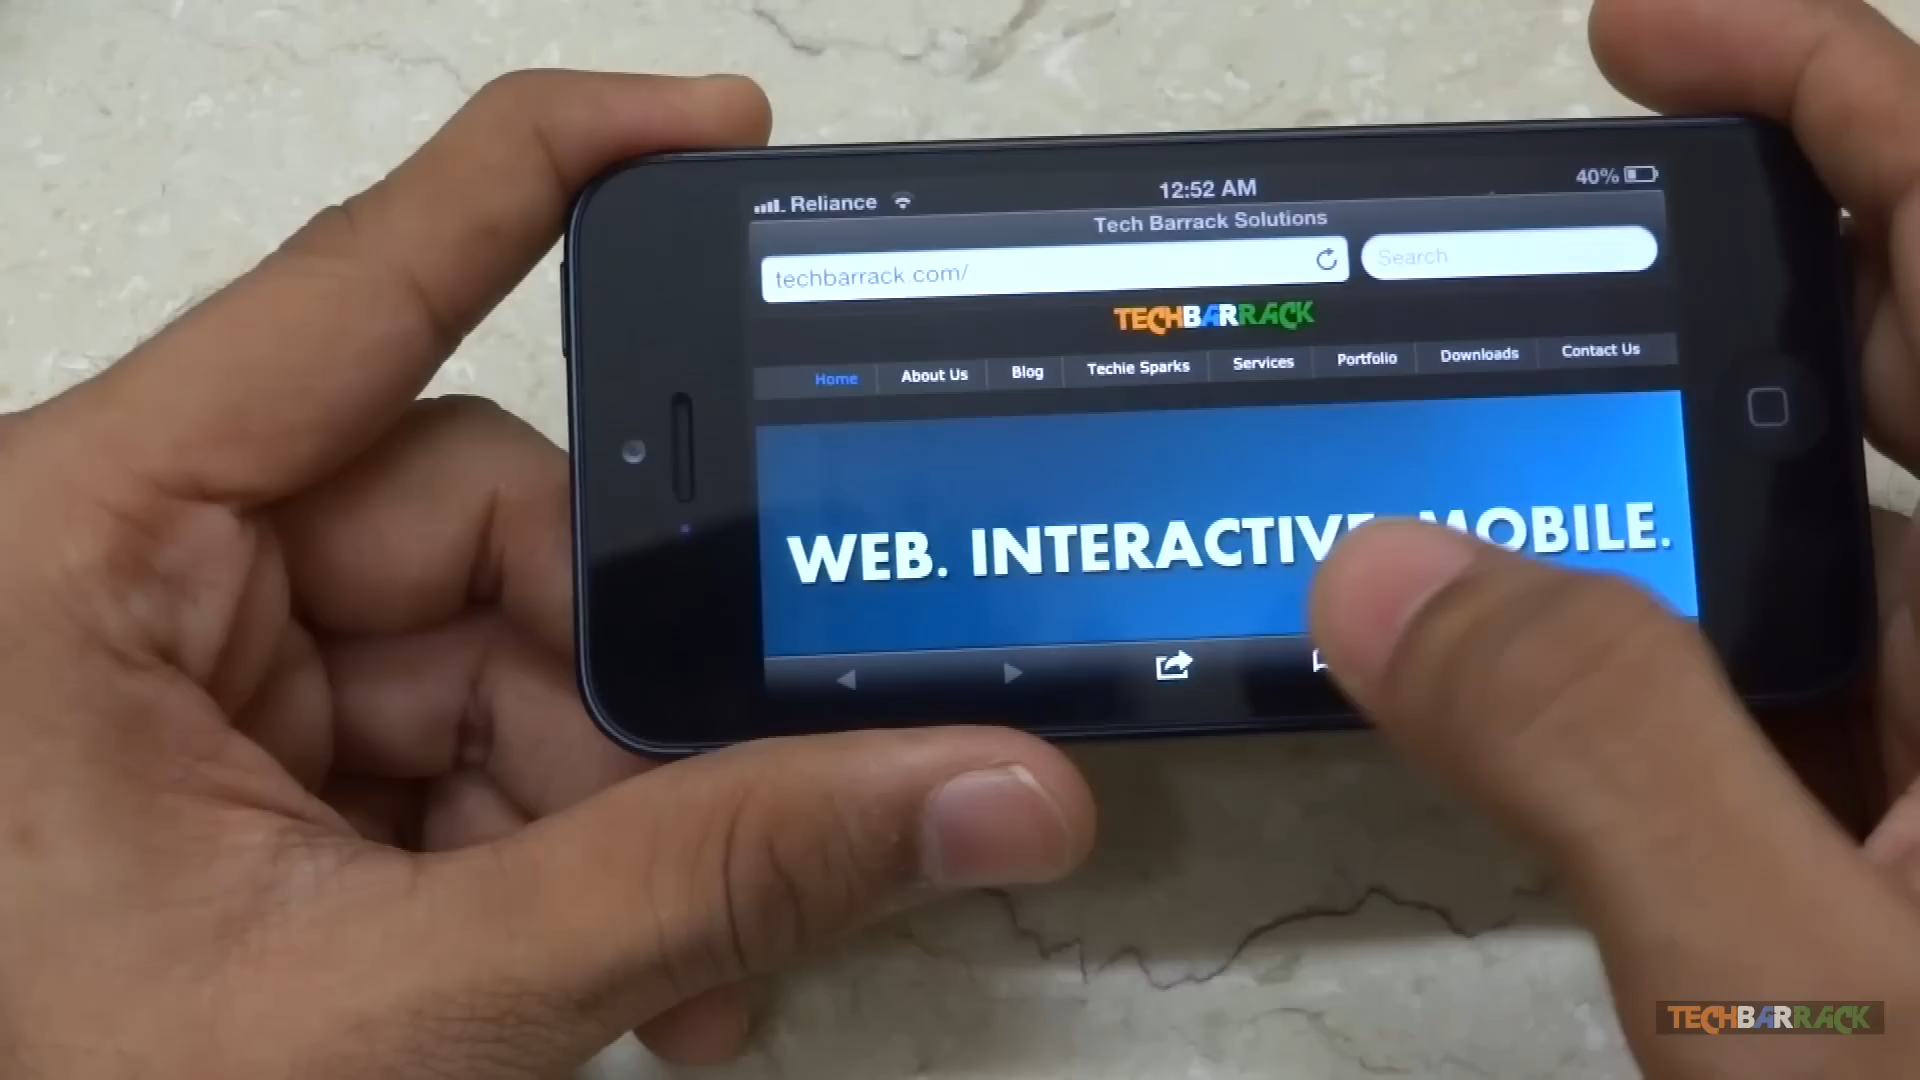 Reliance 12:52 AM 40%
Tech Barrack Solutions
techbarrack.com/ Search
TECHBARRACK
Home About Us Blog Techie Sparks Services Portfolio Downloads Contact Us
WEB. INTERACTIVE MOBILE.
TECHBARRACK